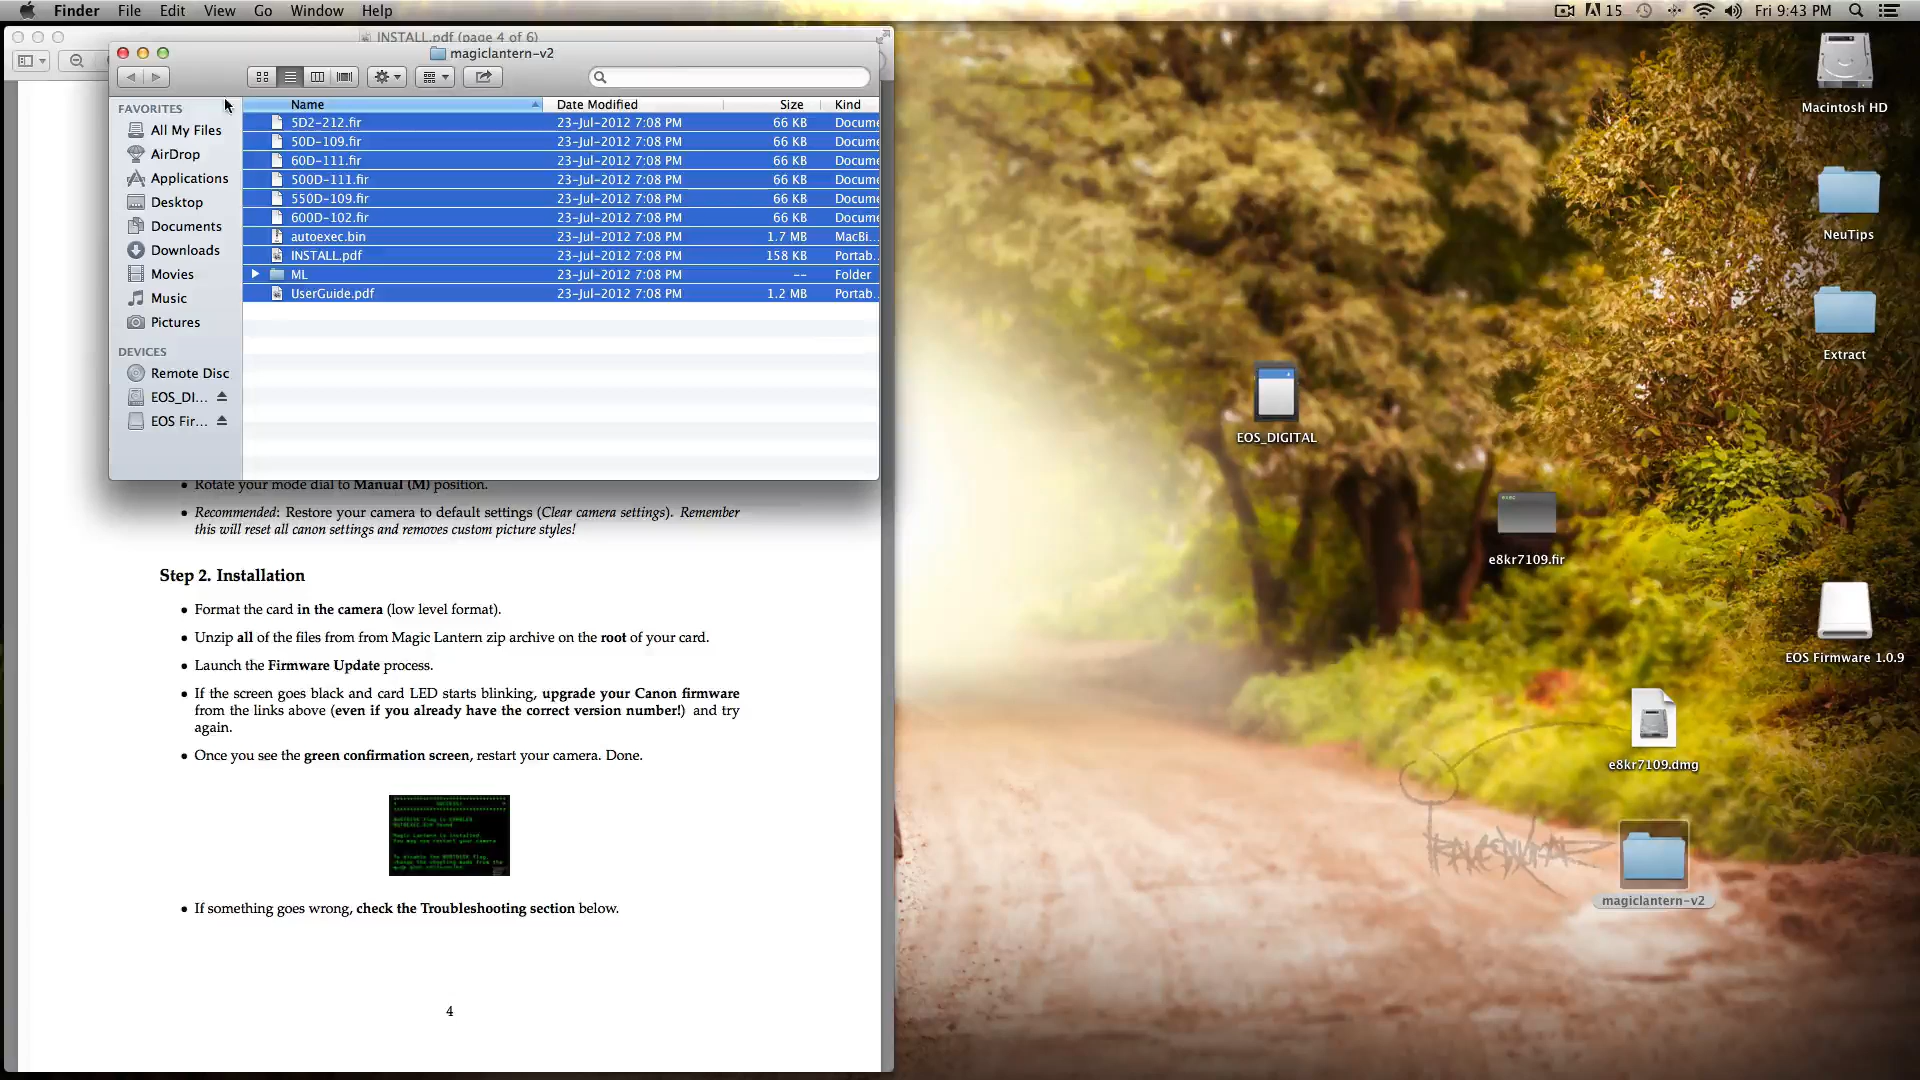 Finder File Edit View Go Window Help
15 Fri 9:43 PM
INSTALL.pdf (page 4 of 6)
magiclantern-v2
FAVORITES
All My Files
AirDrop
Applications
Desktop
Documents
Downloads
Movies
Music
Pictures
DEVICES
Remote Disc
EOS_DI...
EOS Fir...
Name Date Modified Size Kind
5D2-212.fir 23-Jul-2012 7:08 PM 66 KB Docume
50D-109.fir 23-Jul-2012 7:08 PM 66 KB Docume
60D-111.fir 23-Jul-2012 7:08 PM 66 KB Docume
500D-111.fir 23-Jul-2012 7:08 PM 66 KB Docume
550D-109.fir 23-Jul-2012 7:08 PM 66 KB Docume
600D-102.fir 23-Jul-2012 7:08 PM 66 KB Docume
autoexec.bin 23-Jul-2012 7:08 PM 1.7 MB MacBi...
INSTALL.pdf 23-Jul-2012 7:08 PM 158 KB Portab...
ML 23-Jul-2012 7:08 PM -- Folder
UserGuide.pdf 23-Jul-2012 7:08 PM 1.2 MB Portab...
• Rotate your mode dial to Manual (M) position.
• Recommended: Restore your camera to default settings (Clear camera settings). Remember
this will reset all canon settings and removes custom picture styles!
Step 2. Installation
• Format the card in the camera (low level format).
• Unzip all of the files from from Magic Lantern zip archive on the root of your card.
• Launch the Firmware Update process.
• If the screen goes black and card LED starts blinking, upgrade your Canon firmware
from the links above (even if you already have the correct version number!) and try
again.
• Once you see the green confirmation screen, restart your camera. Done.
Magic Lantern is installed.
You may now restart your camera
• If something goes wrong, check the Troubleshooting section below.
4
Macintosh HD
NeuTips
Extract
EOS_DIGITAL
exec
e8kr7109.fir
EOS Firmware 1.0.9
e8kr7109.dmg
magiclantern-v2